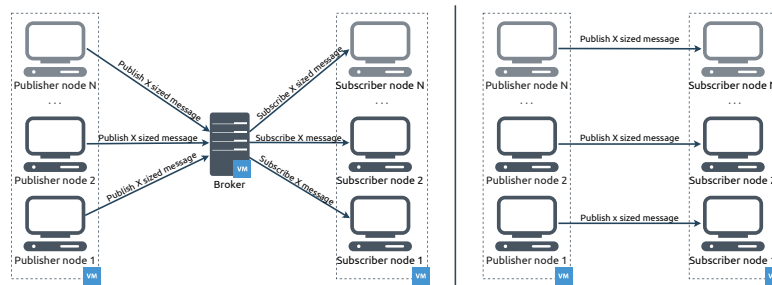 Publisher node N
...
Publisher node 2
Publisher node 1
VM
Publish X sized message
Publish X sized message
Publish X sized message
VM
Broker
Subscribe X sized message
Subscribe X message
Subscribe X message
Subscriber node N
...
Subscriber node 2
Subscriber node 1
VM
Publisher node N
...
Publisher node 2
Publisher node 1
VM
Publish X sized message
Publish X sized message
Publish x sized message
Subscriber node N
...
Subscriber node 2
Subscriber node 1
VM